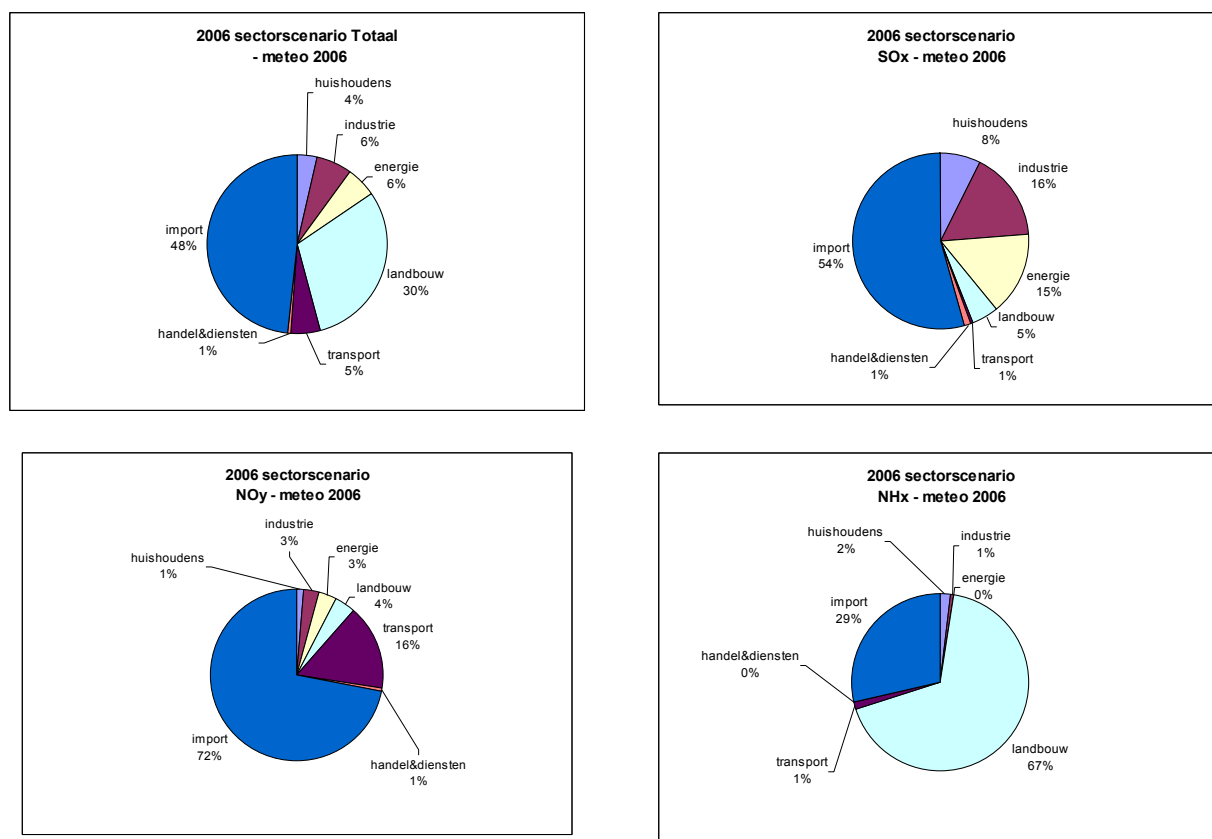 2006 sectorscenario Totaal
- meteo 2006
huishoudens
4%
industrie
6%
energie
6%
import
48%
landbouw
30%
handel&diensten
1%
transport
5%
2006 sectorscenario
SOx - meteo 2006
huishoudens
8%
industrie
16%
import
54%
energie
15%
landbouw
5%
handel&diensten
1%
transport
1%
2006 sectorscenario
NOy - meteo 2006
industrie
3%
huishoudens
1%
energie
3%
landbouw
4%
transport
16%
import
72%
handel&diensten
1%
2006 sectorscenario
NHx - meteo 2006
huishoudens
2%
industrie
1%
energie
0%
import
29%
handel&diensten
0%
transport
1%
landbouw
67%